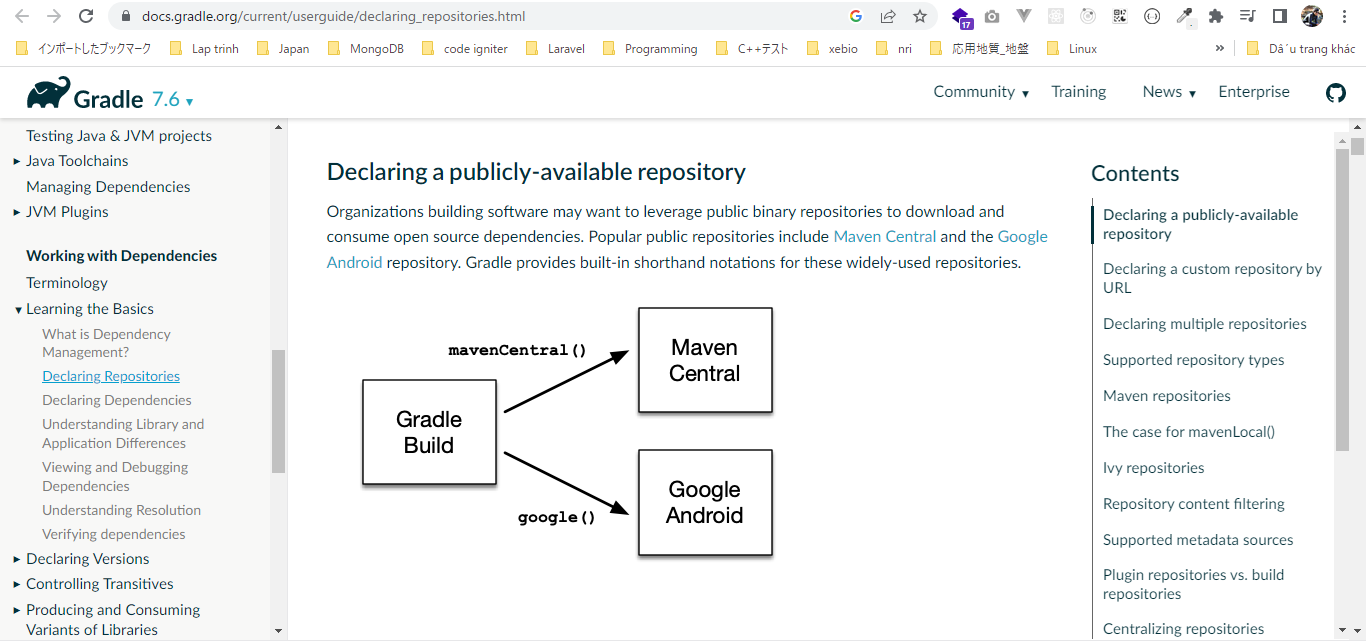 docs.gradle.org/current/userguide/declaring_repositories.html
17
インポートしたブックマーク
Lap trinh
Japan
MongoDB
code igniter
Laravel
Programming
C++テスト
xebio
nri
応用地質_地盤
Linux
»
Dấu trang khác
Gradle 7.6
Community
Training
News
Enterprise
Testing Java & JVM projects
Java Toolchains
Managing Dependencies
JVM Plugins
Working with Dependencies
Terminology
Learning the Basics
What is Dependency
Management?
Declaring Repositories
Declaring Dependencies
Understanding Library and
Application Differences
Viewing and Debugging
Dependencies
Understanding Resolution
Verifying dependencies
Declaring Versions
Controlling Transitives
Producing and Consuming
Variants of Libraries
Declaring a publicly-available repository
Organizations building software may want to leverage public binary repositories to download and
consume open source dependencies. Popular public repositories include Maven Central and the Google
Android repository. Gradle provides built-in shorthand notations for these widely-used repositories.
mavenCentral()
Maven
Central
Gradle
Build
Google
Android
google()
Contents
Declaring a publicly-available
repository
Declaring a custom repository by
URL
Declaring multiple repositories
Supported repository types
Maven repositories
The case for mavenLocal()
Ivy repositories
Repository content filtering
Supported metadata sources
Plugin repositories vs. build
repositories
Centralizing repositories